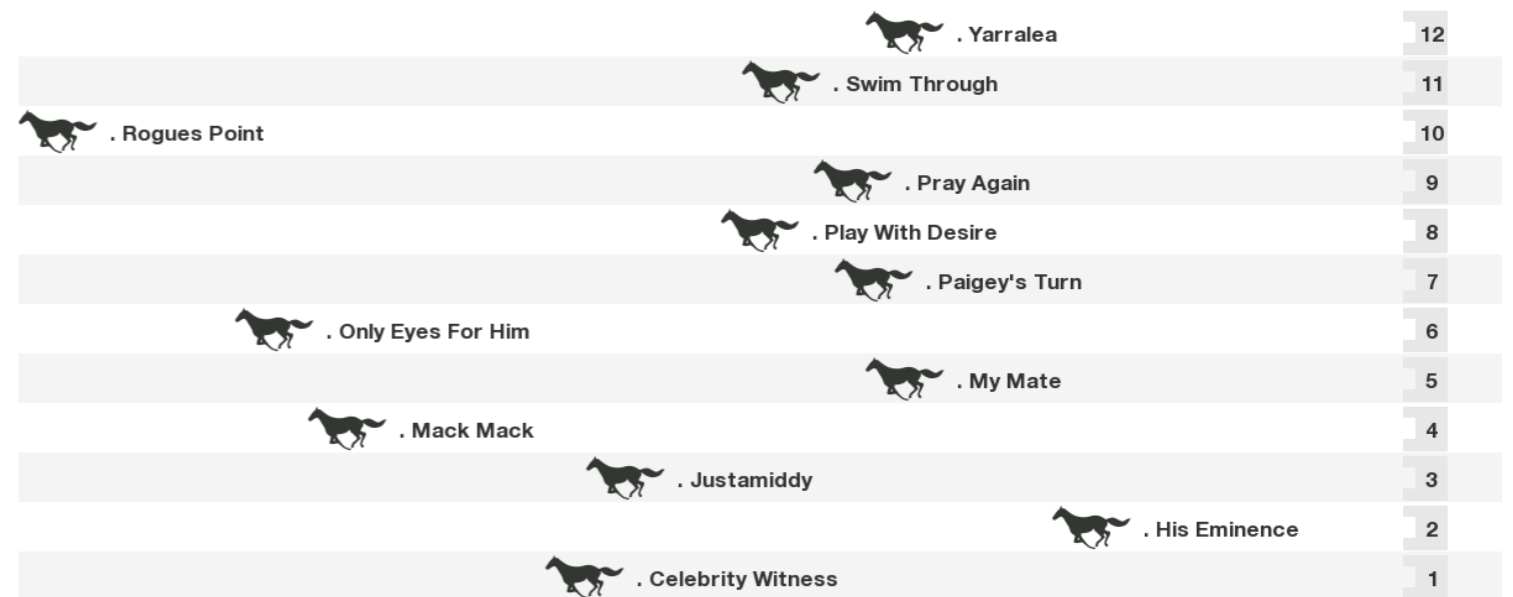 . Yarralea 12
. Swim Through 11
. Rogues Point 10
. Pray Again 9
. Play With Desire 8
. Paigey's Turn 7
. Only Eyes For Him 6
. My Mate 5
. Mack Mack 4
. Justamiddy 3
. His Eminence 2
. Celebrity Witness 1